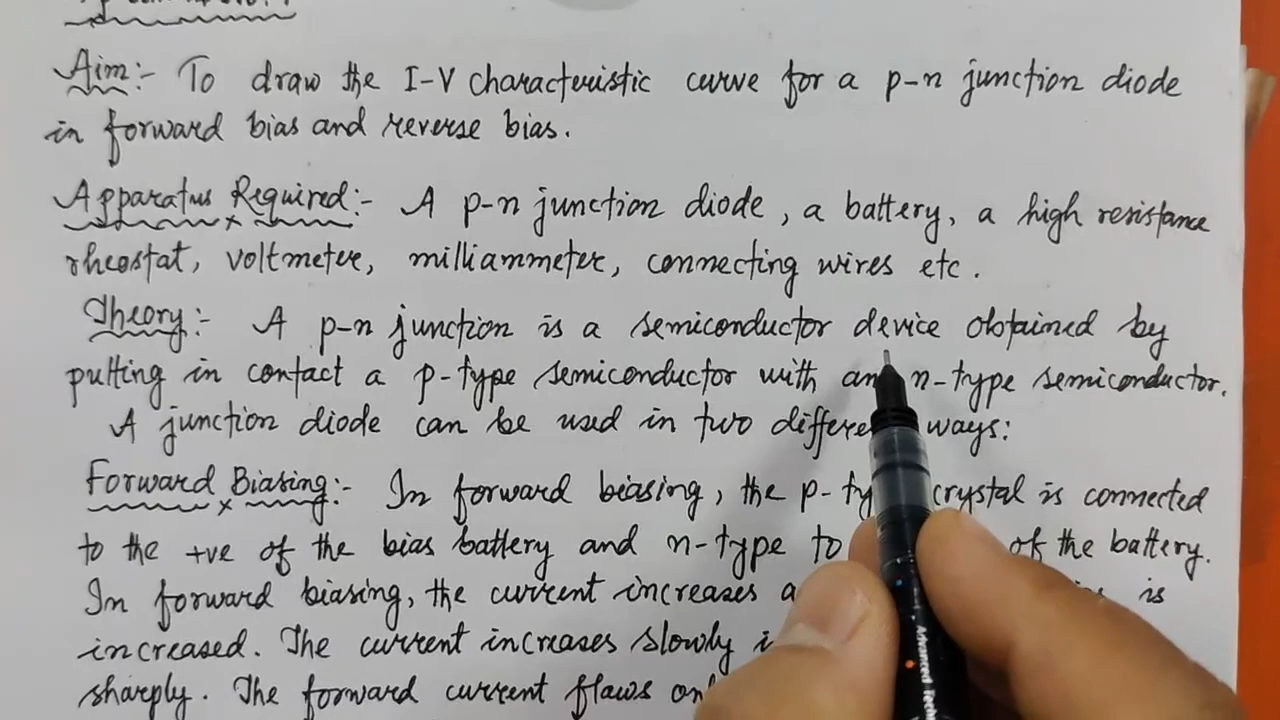 Aim:- To draw the I-V characteristic curve for a p-n junction diode
in forward bias and reverse bias.
Apparatus Required:- A p-n junction diode, a battery, a high resistance
rheostat, voltmeter, milliammeter, connecting wires etc.
Theory:- A p-n junction is a semiconductor device obtained by
putting in contact a p-type semiconductor with an n-type semiconductor.
A junction diode can be used in two ways:
Forward Biasing:- In forward biasing, the p- crystal is connected
to the +ve of the bias battery and n-type to of the battery.
In forward biasing, the current increases is
increased. The current increases slowly
sharply. The forward current flows